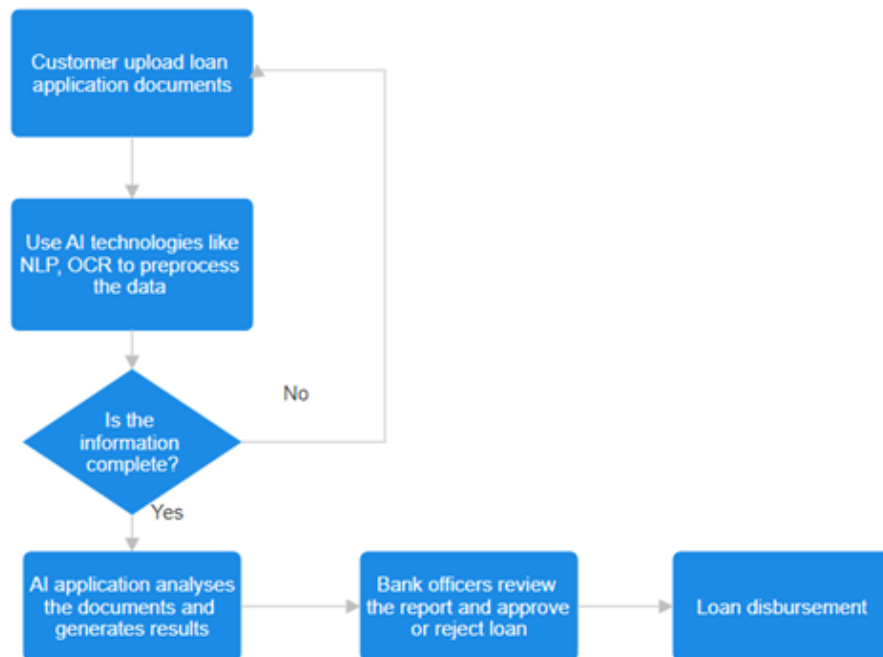 Customer upload loan
application documents
Use AI technologies like
NLP, OCR to preprocess
the data
No
Is the
information
complete?
Yes
AI application analyses
the documents and
generates results
Bank officers review
the report and approve
or reject loan
Loan disbursement